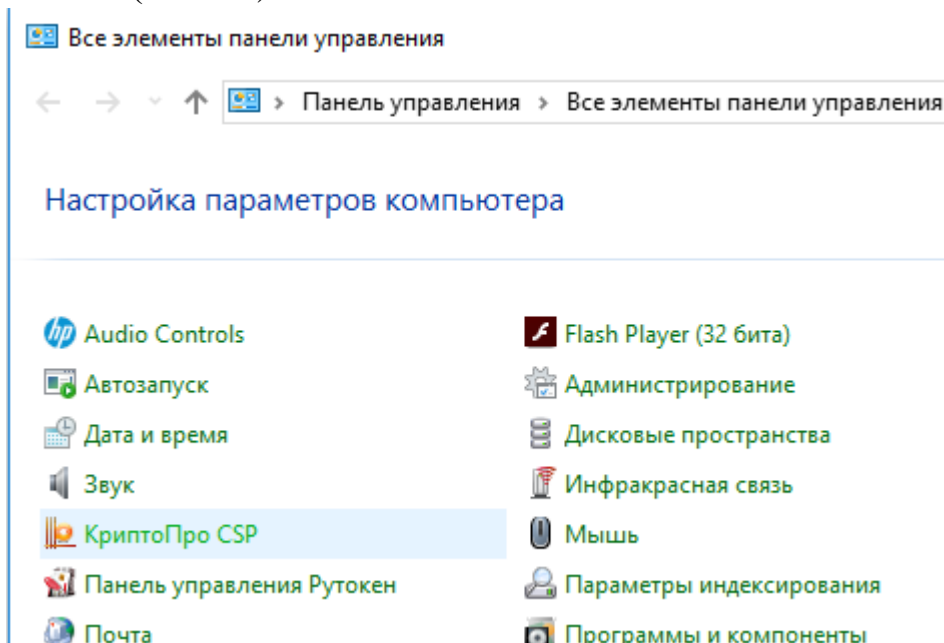 Все элементы панели управления
Панель управления > Все элементы панели управления
Настройка параметров компьютера
hp Audio Controls
Flash Player (32 бита)
Автозапуск
Администрирование
Дата и время
Дисковые пространства
Звук
Инфракрасная связь
КриптоПро CSP
Мышь
Панель управления Рутокен
Параметры индексирования
Почта
Программы и компоненты